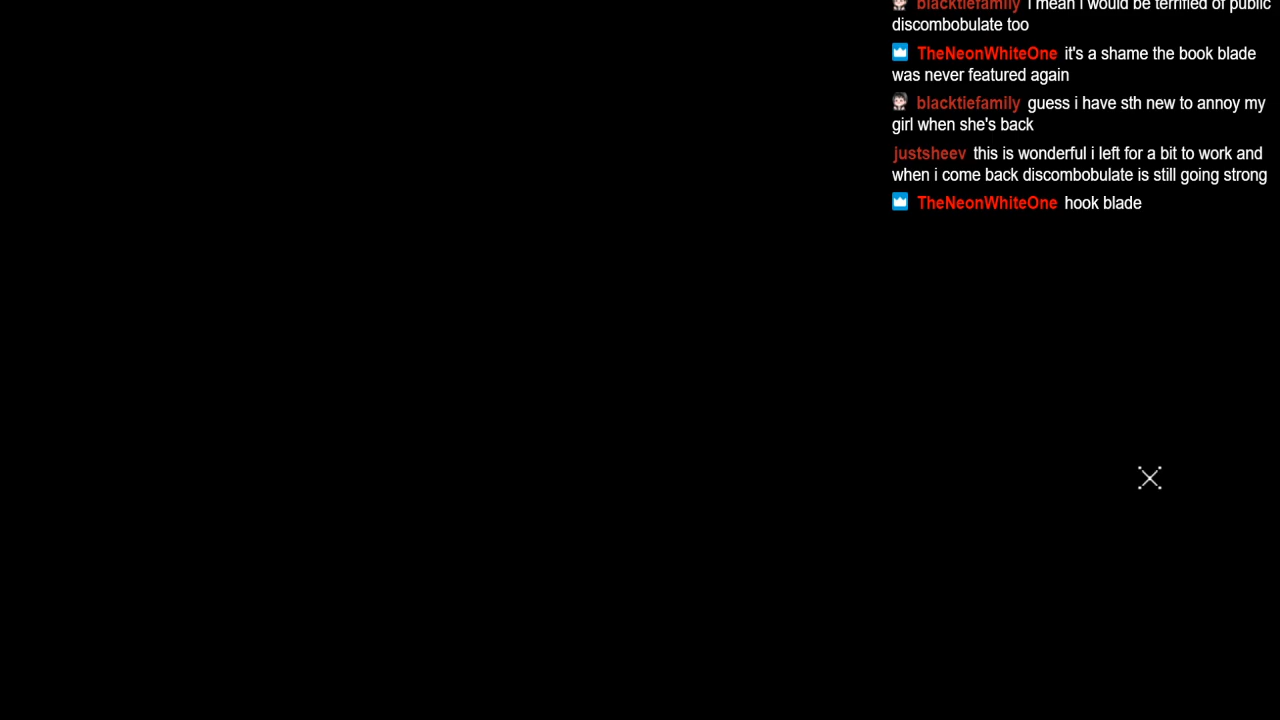 blacktiefamily i mean i would be terrified of public
discombobulate too
TheNeonWhiteOne it's a shame the book blade
was never featured again
blacktiefamily guess i have sth new to annoy my
girl when she's back
justsheev this is wonderful i left for a bit to work and
when i come back discombobulate is still going strong
TheNeonWhiteOne hook blade